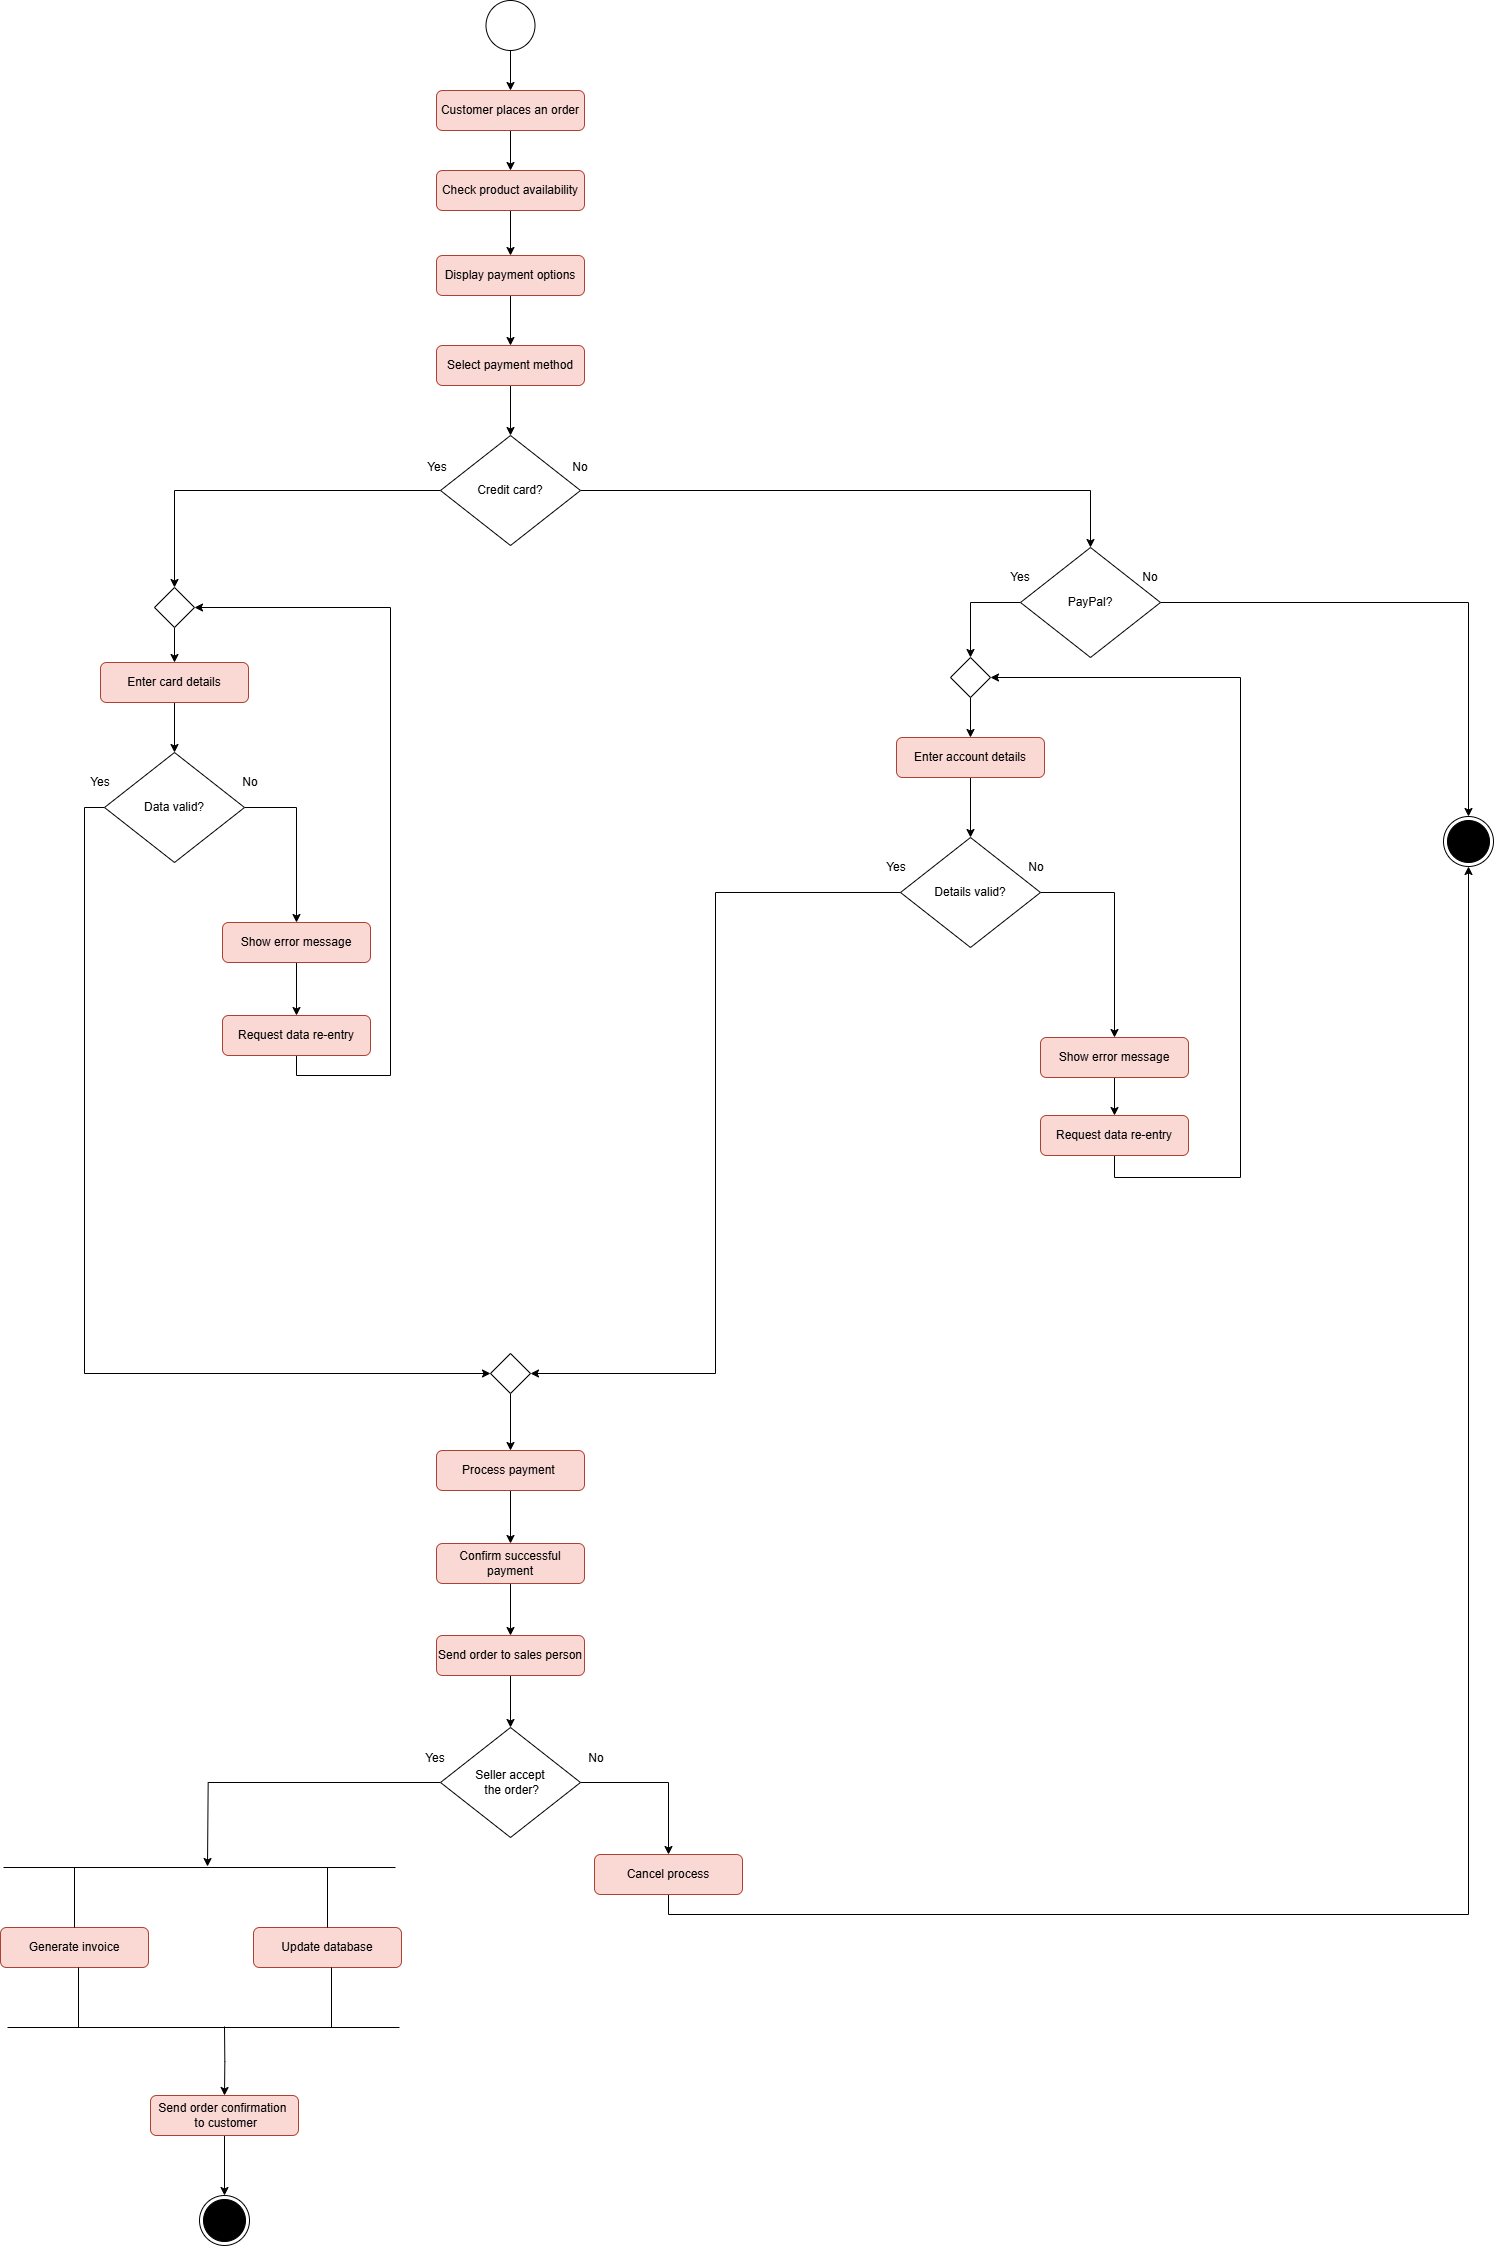 Customer places an order
Check product availability
Display payment options
Select payment method
Yes
No
Credit card?
Yes
No
PayPal?
Enter card details
Enter account details
Yes
No
Data valid?
Yes
No
Details valid?
Show error message
Request data re-entry
Show error message
Request data re-entry
Process payment
Confirm successful
payment
Send order to sales person
Yes
No
Seller accept
the order?
Cancel process
Generate invoice
Update database
Send order confirmation
to customer